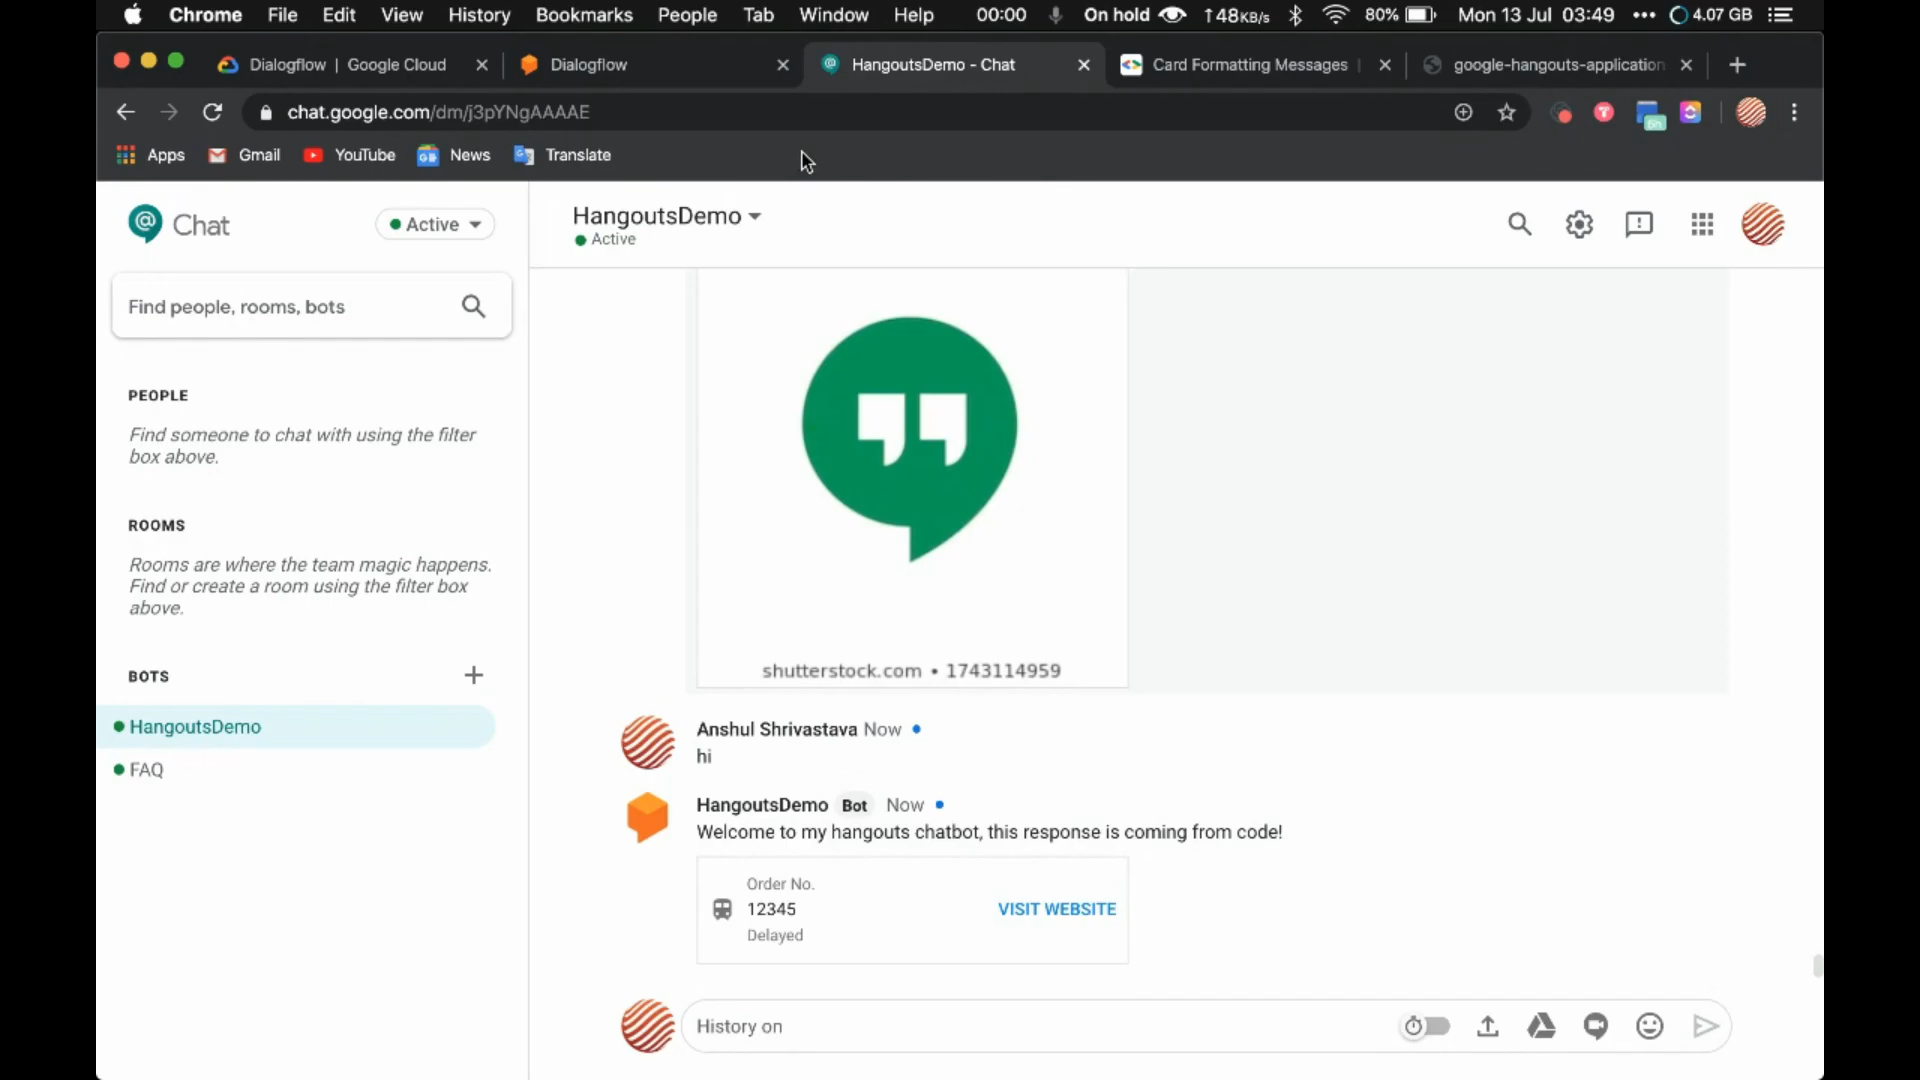 Chrome File Edit View History Bookmarks People Tab Window Help 00:00 On hold ↑48KB/s 80% Mon 13 Jul 03:49 ••• 4.07 GB
Dialogflow | Google Cloud
Dialogflow
HangoutsDemo - Chat
Card Formatting Messages
google-hangouts-application
chat.google.com/dm/j3pYNgAAAAE
Apps Gmail YouTube News Translate
Chat
Active
Find people, rooms, bots
PEOPLE
Find someone to chat with using the filter
box above.
ROOMS
Rooms are where the team magic happens.
Find or create a room using the filter box
above.
BOTS
HangoutsDemo
FAQ
HangoutsDemo
Active
shutterstock.com • 1743114959
Anshul Shrivastava Now
hi
HangoutsDemo Bot Now
Welcome to my hangouts chatbot, this response is coming from code!
Order No.
12345
Delayed
VISIT WEBSITE
History on